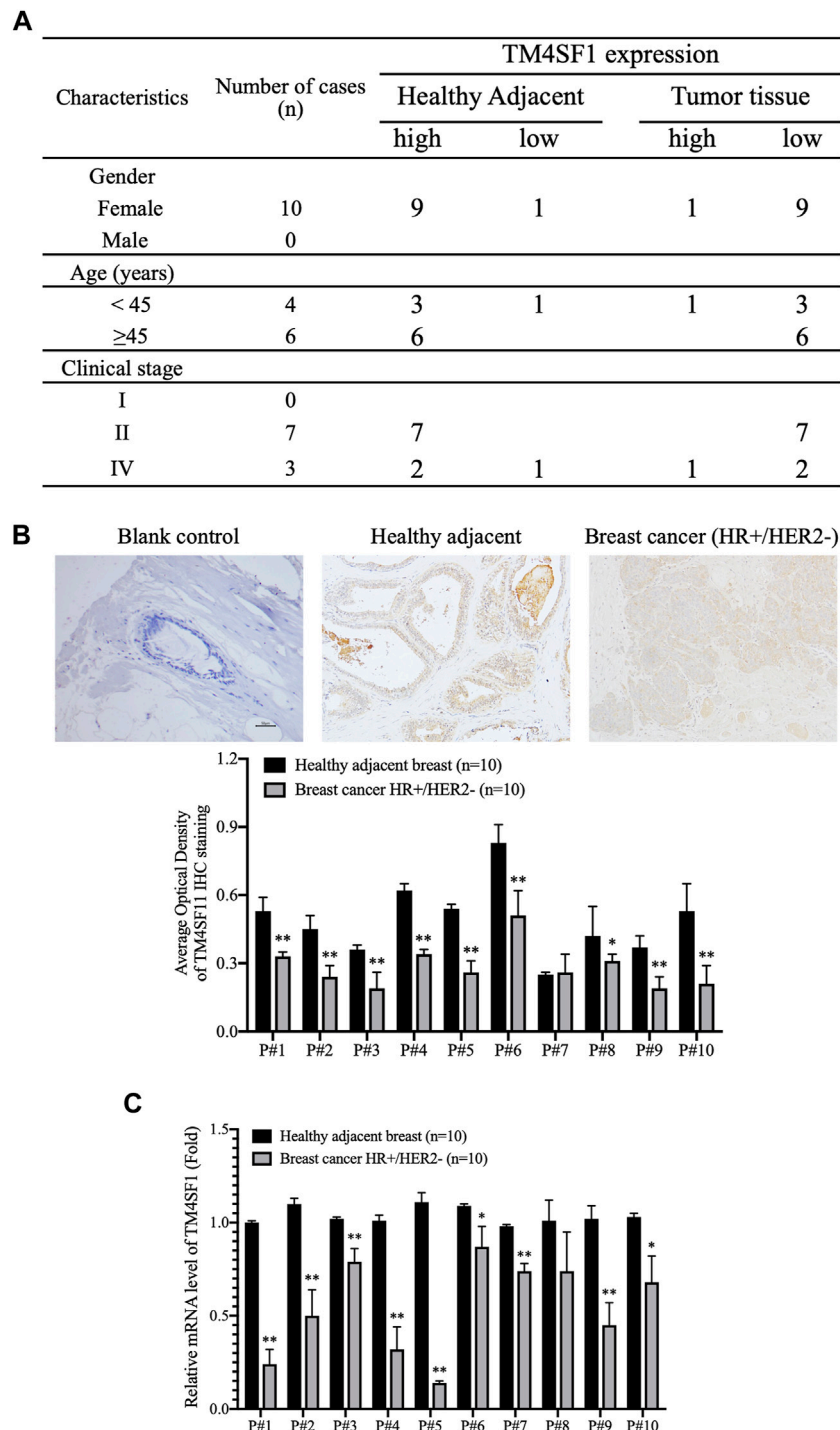 A
TM4SF1 expression
Characteristics
Number of cases
(n)
Healthy Adjacent
Tumor tissue
high
low
high
low
Gender
Female 10 9 1 1 9
Male 0
Age (years)
< 45 4 3 1 1 3
≥45 6 6 6
Clinical stage
I 0
II 7 7 7
IV 3 2 1 1 2
B
Blank control
Healthy adjacent
Breast cancer (HR+/HER2-)
Average Optical Density
of TM4SF11 IHC staining
1.2
0.9
0.6
0.3
0.0
Healthy adjacent breast (n=10)
Breast cancer HR+/HER2- (n=10)
** ** ** ** ** ** * ** **
P#1 P#2 P#3 P#4 P#5 P#6 P#7 P#8 P#9 P#10
C
Relative mRNA level of TM4SF1 (Fold)
1.5
1.0
0.5
0.0
Healthy adjacent breast (n=10)
Breast cancer HR+/HER2- (n=10)
** ** ** ** ** * ** ** *
P#1 P#2 P#3 P#4 P#5 P#6 P#7 P#8 P#9 P#10